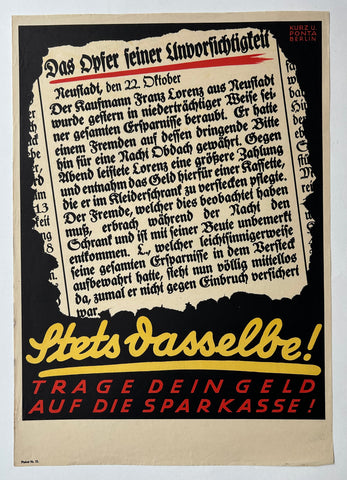 KURZ U.
PONTA
BERLIN
Das Opfer seiner Unvorsichtigkeit
Neustadt, den 22. Oktober
Der Kaufmann Franz Lorenz aus Neustadt
wurde gestern in niederträchtiger Weise sei-
ner gesamten Ersparnisse beraubt. Er hatte
einem Fremden auf dessen dringende Bitte
hin für eine Nacht Obdach gewährt. Gegen
Abend leistete Lorenz eine größere Zahlung
und entnahm das Geld hierfür einer Kassette,
die er im Kleiderschrank zu verstecken pflegte.
Der Fremde, welcher dies beobachtet haben
muß, erbrach während der Nacht den
Schrank und ist mit seiner Beute unbemerkt
entkommen. L., welcher leichtsinnigerweise
seine gesamten Ersparnisse in dem Versteck
aufbewahrt hatte, steht nun völlig mittellos
da, zumal er nicht gegen Einbruch versichert
war.
Stets dasselbe!
TRAGE DEIN GELD
AUF DIE SPARKASSE!